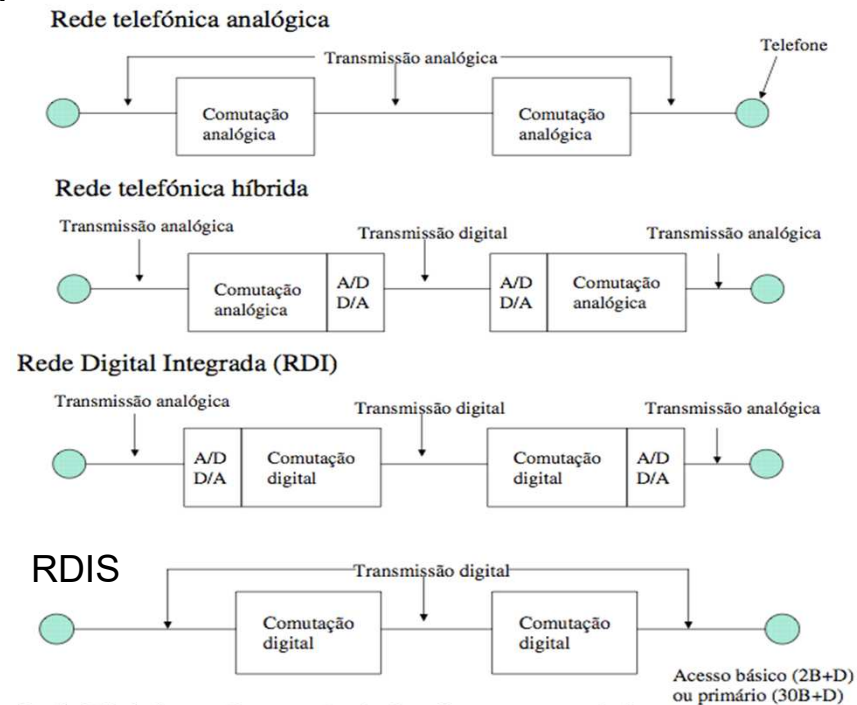 Rede telefónica analógica
Transmissão analógica
Telefone
Comutação
analógica
Comutação
analógica
Rede telefónica híbrida
Transmissão analógica
Transmissão digital
Transmissão analógica
Comutação
analógica
A/D
D/A
A/D
D/A
Comutação
analógica
Rede Digital Integrada (RDI)
Transmissão analógica
Transmissão digital
Transmissão analógica
A/D
D/A
Comutação
digital
Comutação
digital
A/D
D/A
RDIS
Transmissão digital
Comutação
digital
Comutação
digital
Acesso básico (2B+D)
ou primário (30B+D)